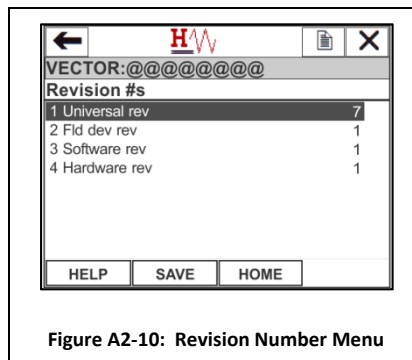 H
VECTOR:@@@@@@@@
Revision #s
1 Universal rev 7
2 Fld dev rev 1
3 Software rev 1
4 Hardware rev 1
HELP SAVE HOME
Figure A2-10: Revision Number Menu